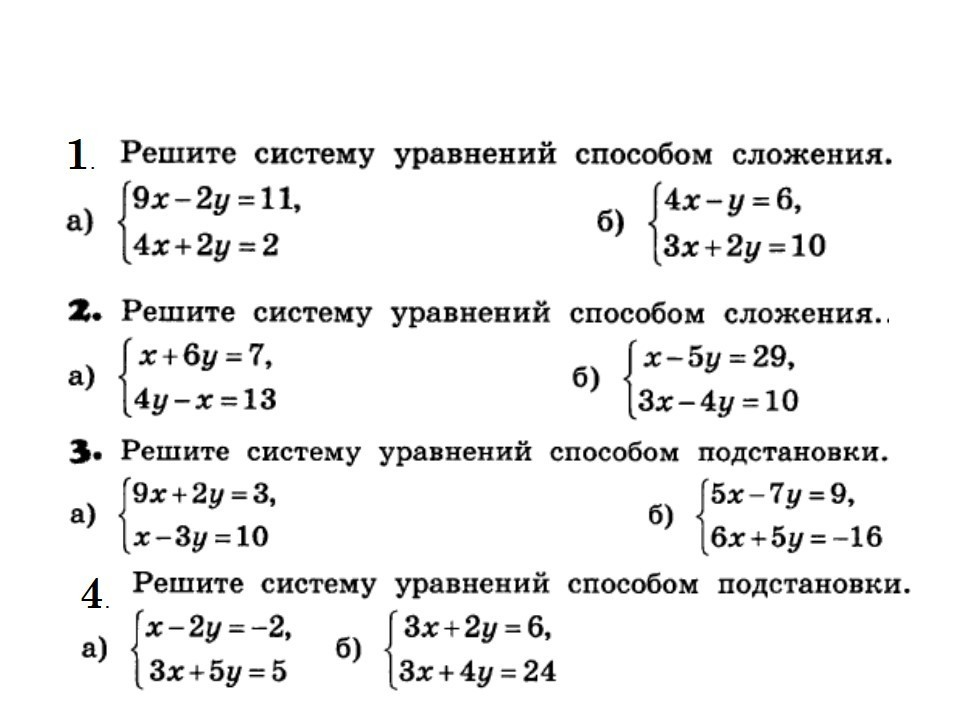 1. Решите систему уравнений способом сложения.
а) {9x − 2y = 11, б) {4x − y = 6,
4x + 2y = 2 3x + 2y = 10
2. Решите систему уравнений способом сложения..
а) {x + 6y = 7, б) {x − 5y = 29,
4y − x = 13 3x − 4y = 10
3. Решите систему уравнений способом подстановки.
а) {9x + 2y = 3, б) {5x − 7y = 9,
x − 3y = 10 6x + 5y = −16
4. Решите систему уравнений способом подстановки.
а) {x − 2y = −2, б) {3x + 2y = 6,
3x + 5y = 5 3x + 4y = 24